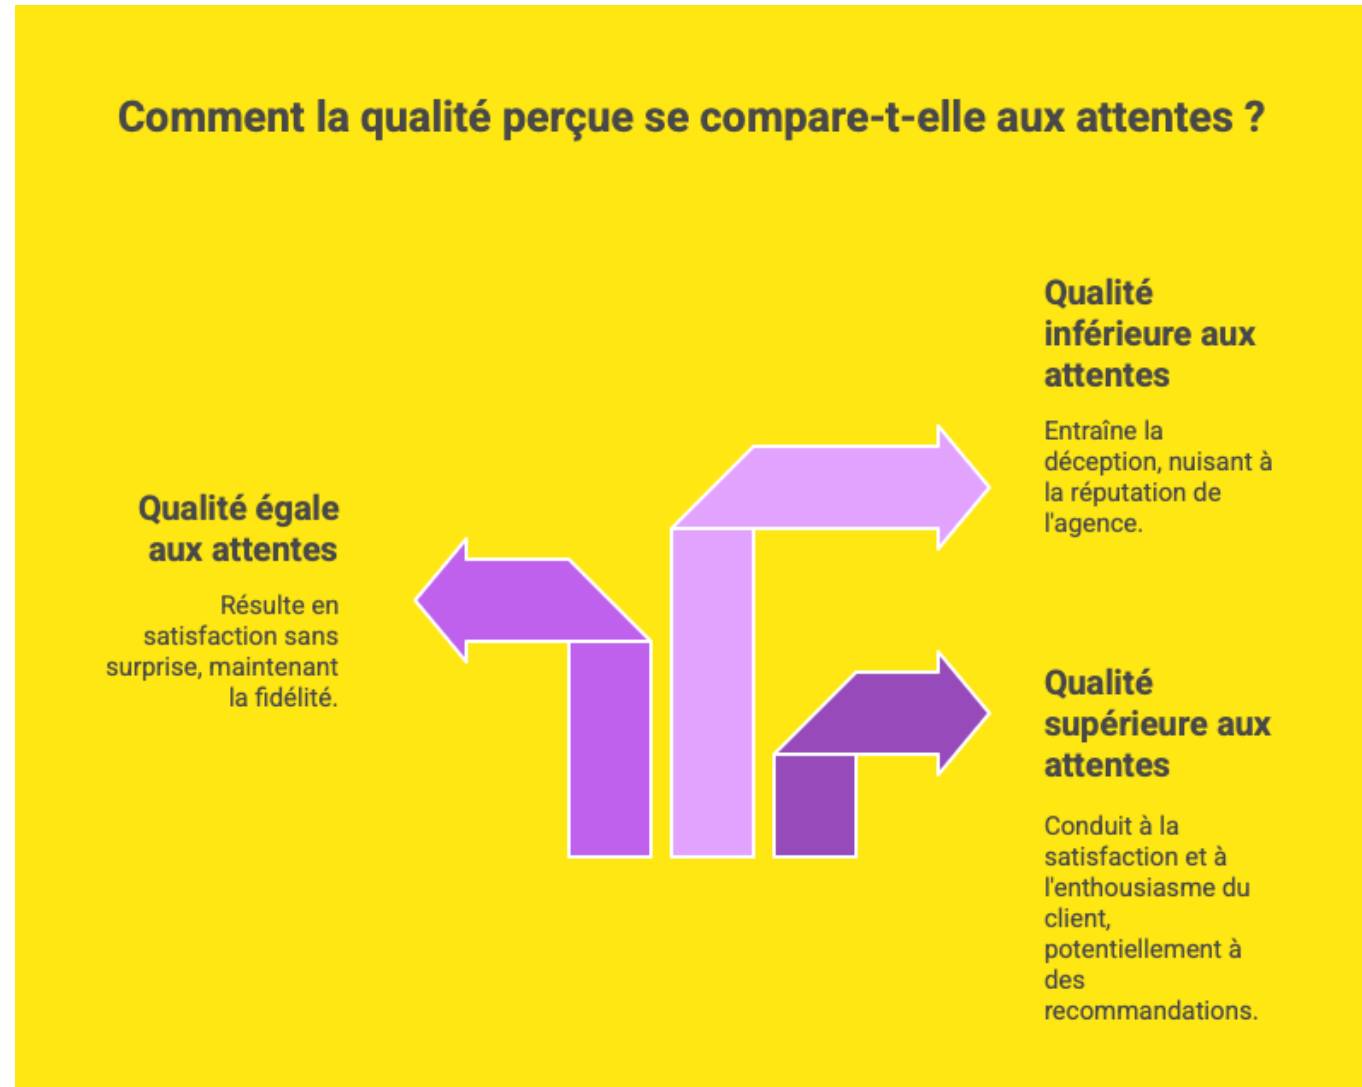 Comment la qualité perçue se compare-t-elle aux attentes ?
Qualité
inférieure aux
attentes
Entraîne la
déception, nuisant à
la réputation de
l'agence.
Qualité égale
aux attentes
Résulte en
satisfaction sans
surprise, maintenant
la fidélité.
Qualité
supérieure aux
attentes
Conduit à la
satisfaction et à
l'enthousiasme du
client,
potentiellement à
des
recommandations.